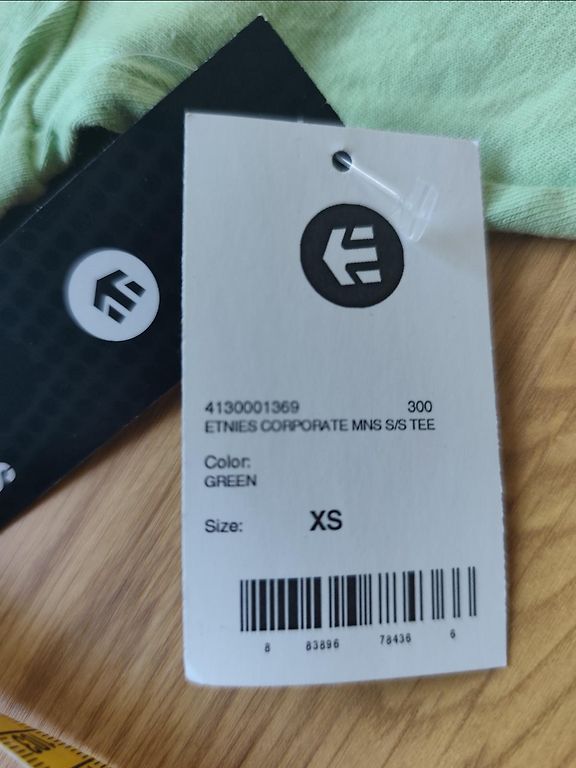 4130001369 300
ETNIES CORPORATE MNS S/S TEE
Color:
GREEN
Size: XS
8 83896 78436 6